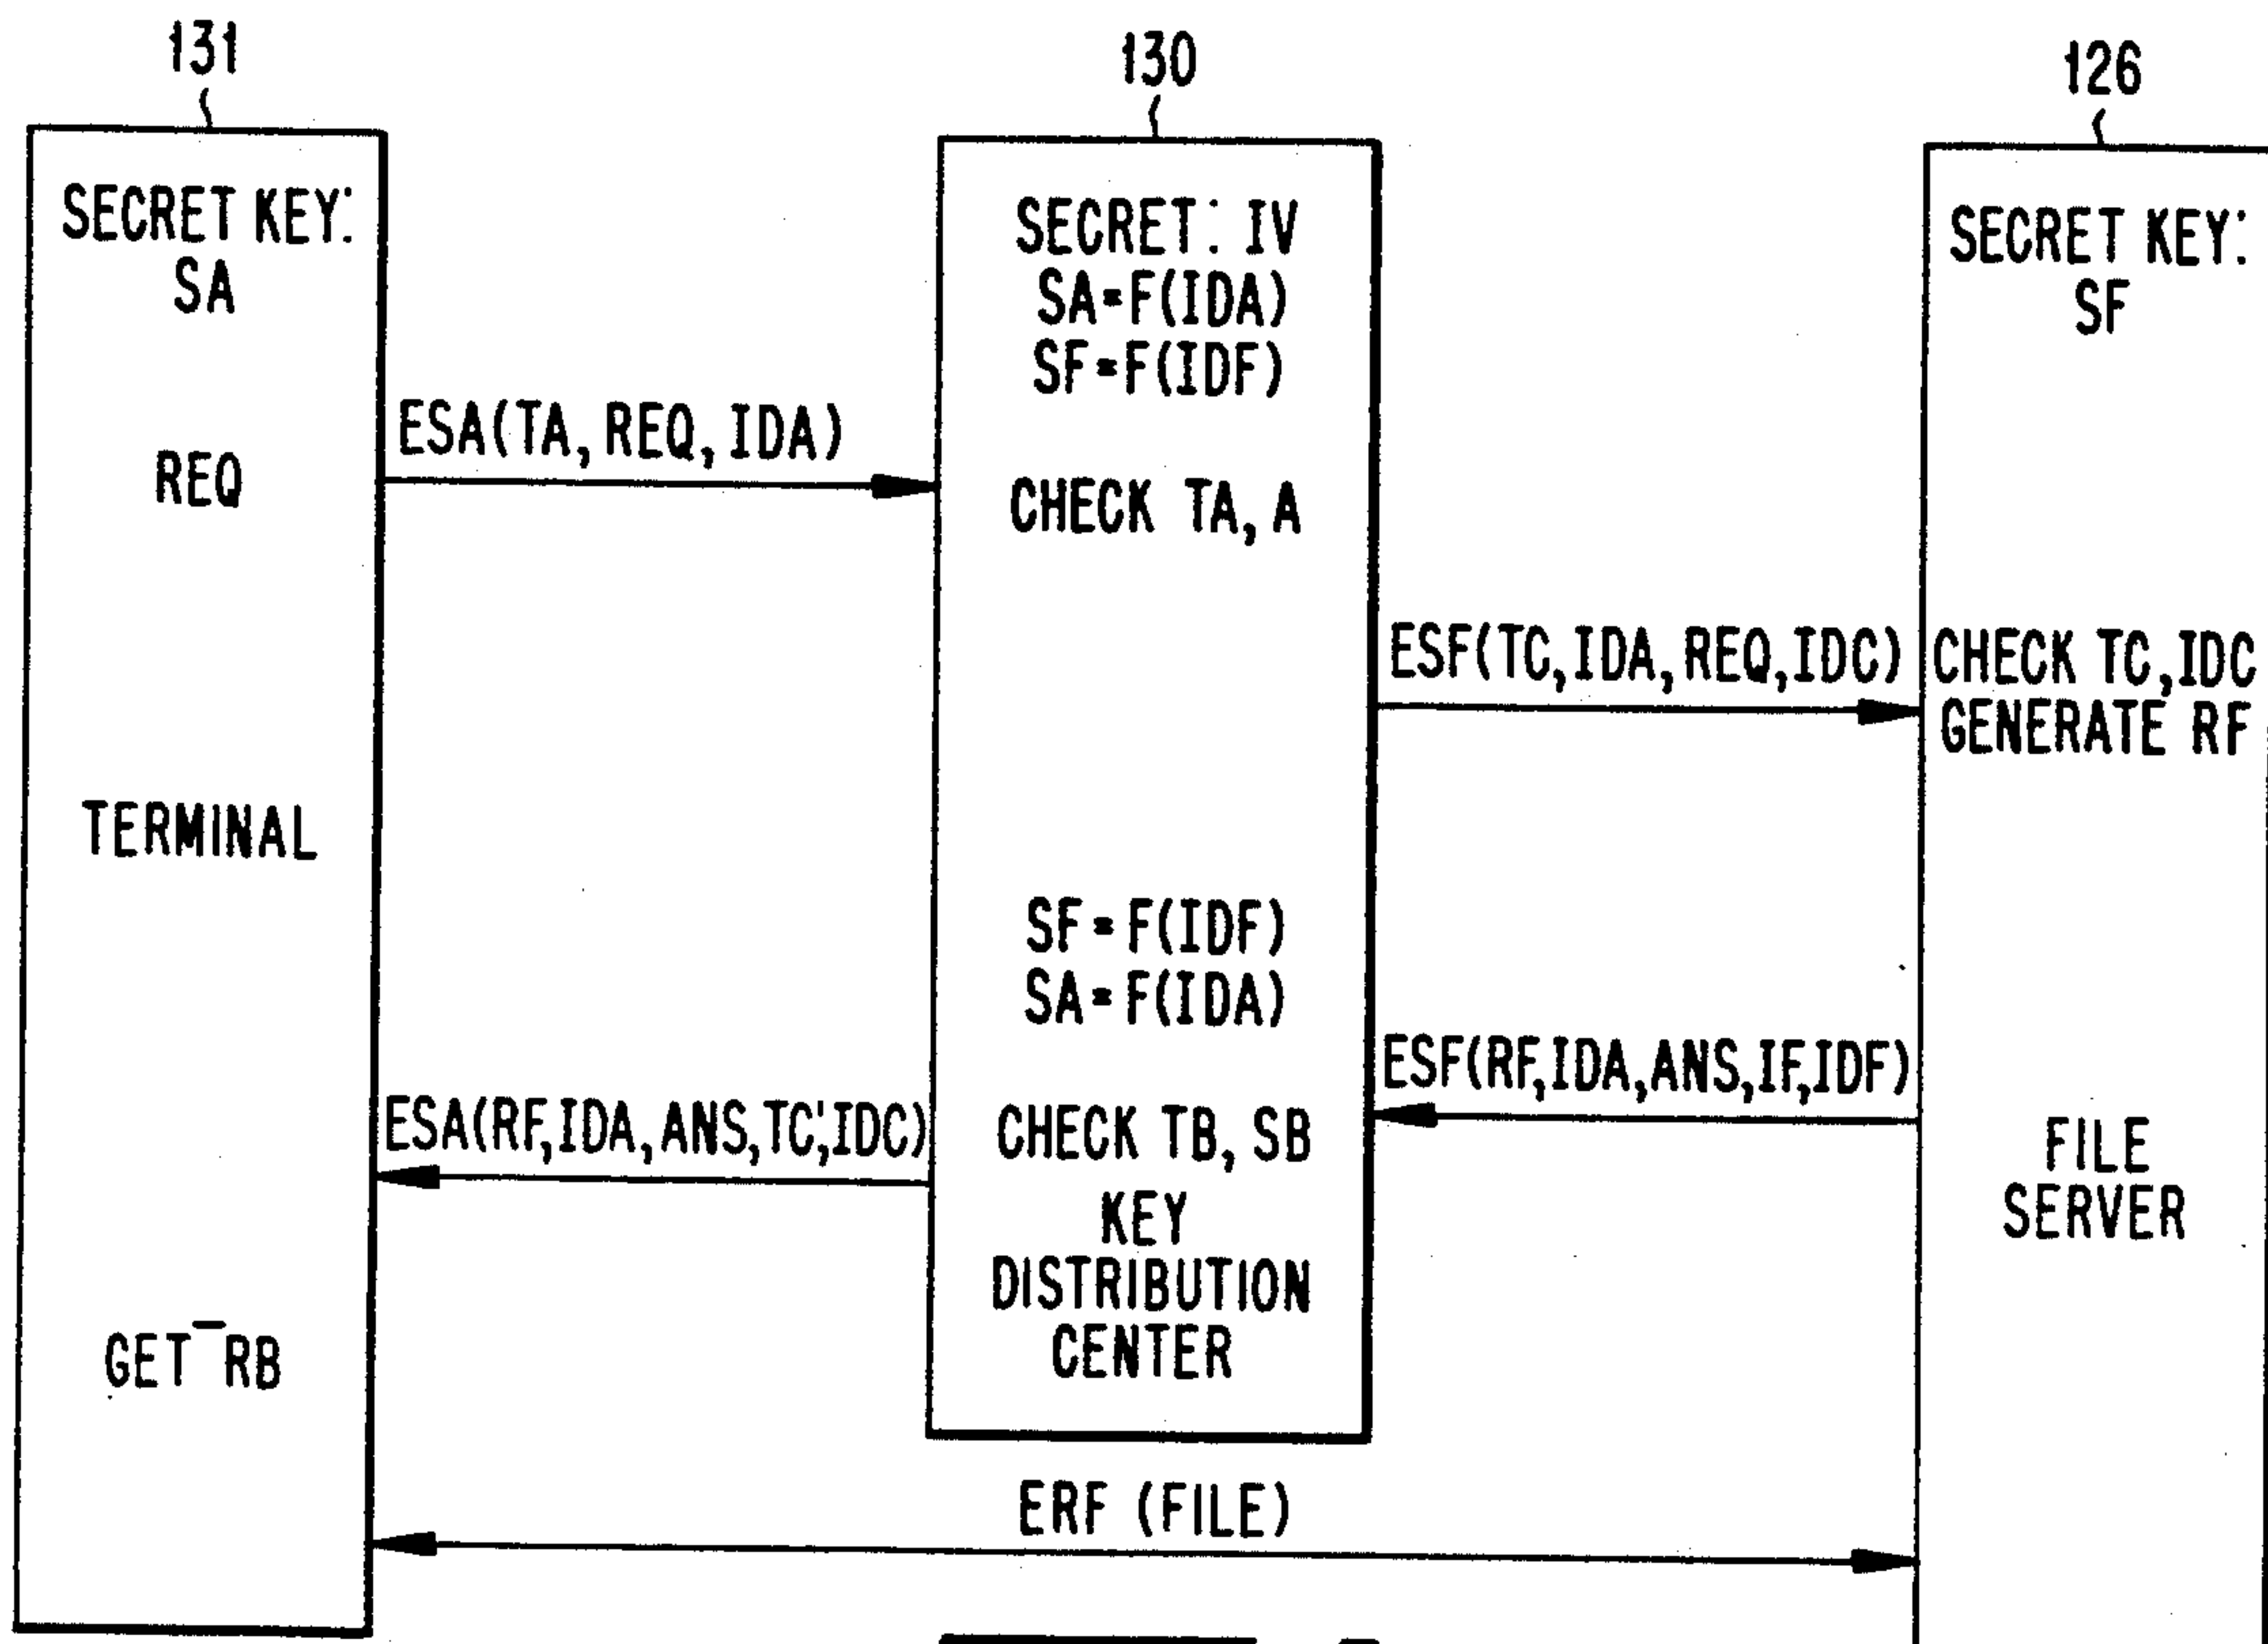 131
130
126
SECRET KEY:
SA
REQ
TERMINAL
GET RB
ESA(TA, REQ, IDA)
ESA(RF,IDA,ANS,TC',IDC)
SECRET: IV
SA=F(IDA)
SF=F(IDF)
CHECK TA, A
SF=F(IDF)
SA=F(IDA)
CHECK TB, SB
KEY
DISTRIBUTION
CENTER
ESF(TC,IDA,REQ,IDC)
ESF(RF,IDA,ANS,IF,IDF)
SECRET KEY:
SF
CHECK TC,IDC
GENERATE RF
FILE
SERVER
ERF (FILE)